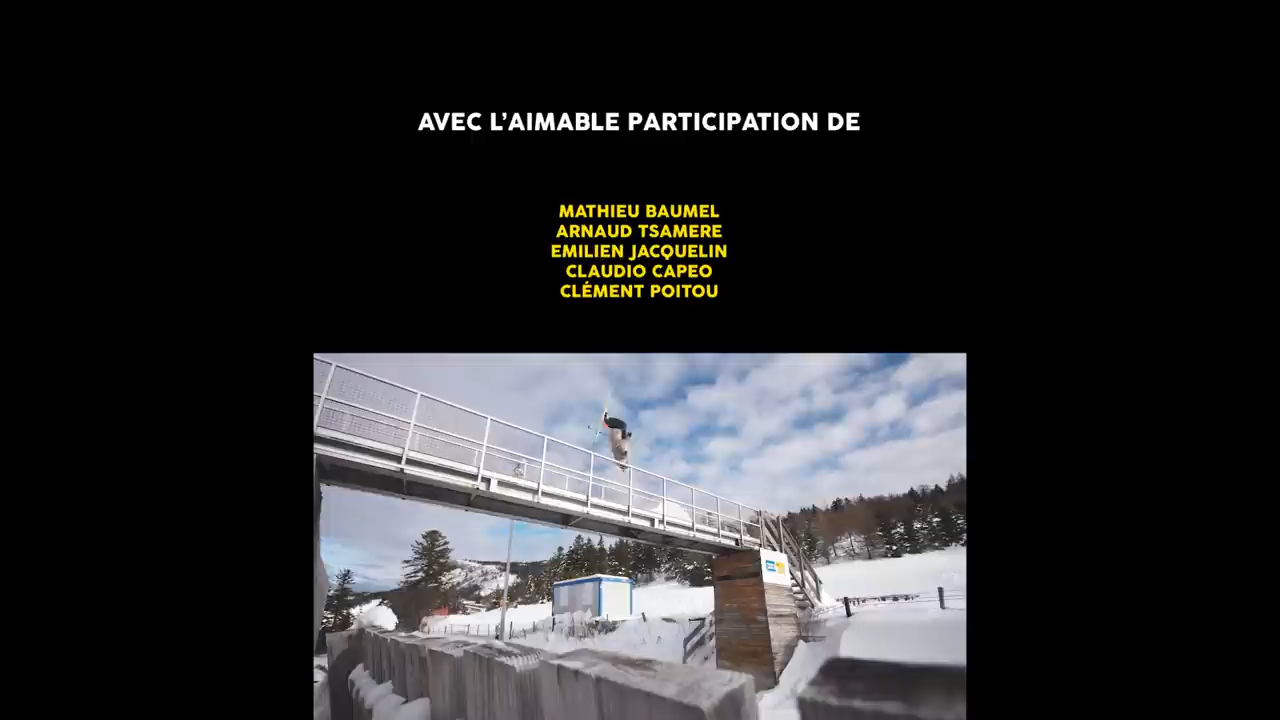 AVEC L'AIMABLE PARTICIPATION DE
MATHIEU BAUMEL
ARNAUD TSAMERE
EMILIEN JACQUELIN
CLAUDIO CAPEO
CLÉMENT POITOU